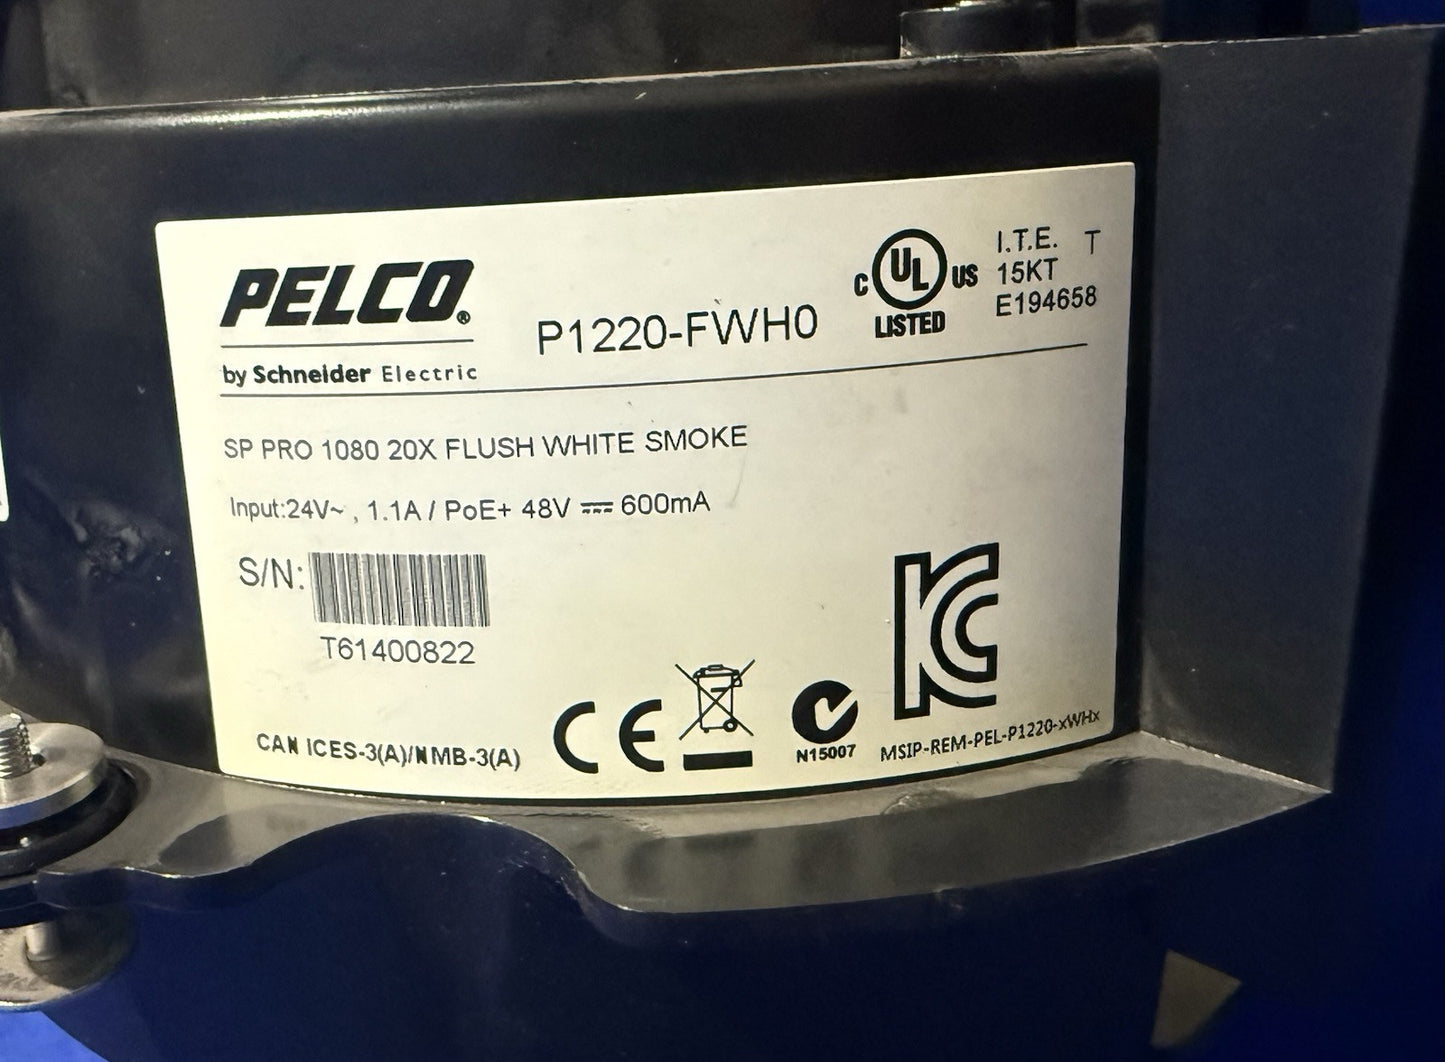 PELCO®
by Schneider Electric
P1220-FWH0
C UL US
LISTED
I.T.E. T
15KT
E194658
SP PRO 1080 20X FLUSH WHITE SMOKE
Input:24V~ , 1.1A / PoE+ 48V ⎓ 600mA
S/N:
T61400822
CAN ICES-3(A)/NMB-3(A)
CE
N15007
KC
MSIP-REM-PEL-P1220-xWHx